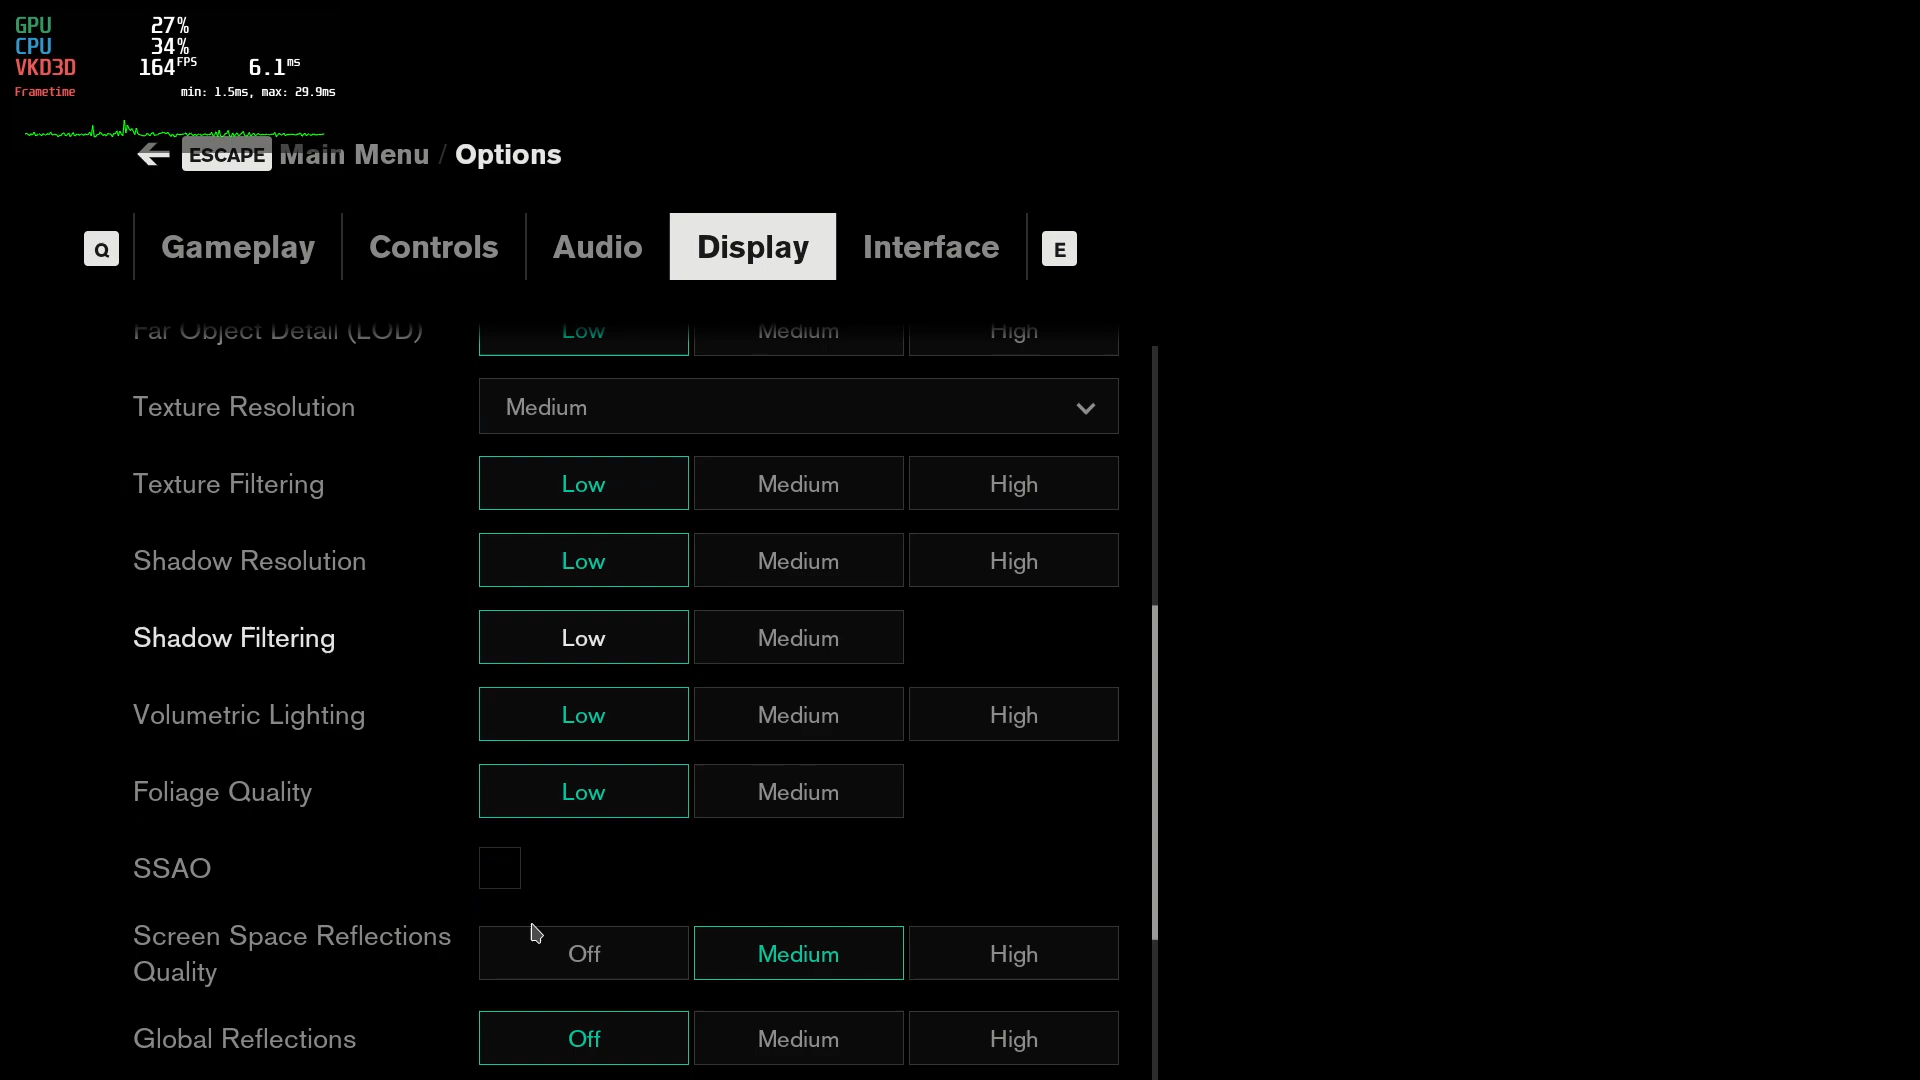 GPU 27%
CPU 34%
VKD3D 164FPS 6.1ms
Frametime min: 1.5ms, max: 29.9ms
ESCAPE Main Menu / Options
Q Gameplay Controls Audio Display Interface E
Far Object Detail (LOD) Low Medium High
Texture Resolution Medium
Texture Filtering Low Medium High
Shadow Resolution Low Medium High
Shadow Filtering Low Medium
Volumetric Lighting Low Medium High
Foliage Quality Low Medium
SSAO
Screen Space Reflections
Quality Off Medium High
Global Reflections Off Medium High